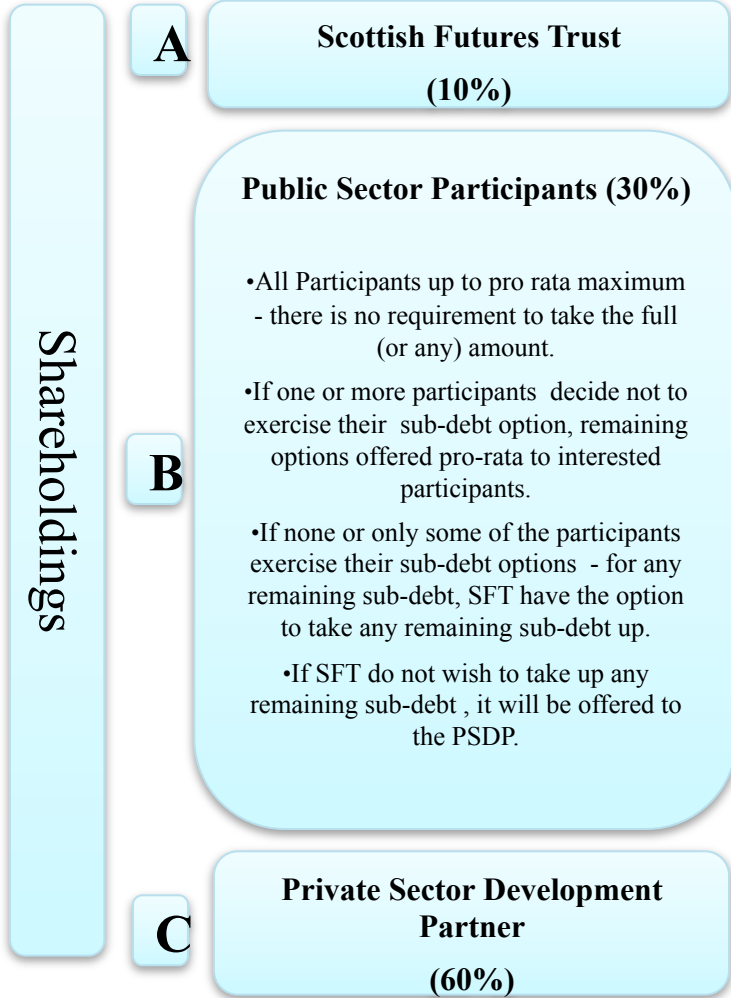 Shareholdings
A
Scottish Futures Trust
(10%)
B
Public Sector Participants (30%)
•All Participants up to pro rata maximum
- there is no requirement to take the full
(or any) amount.
•If one or more participants  decide not to
exercise their  sub-debt option, remaining
options offered pro-rata to interested
participants.
•If none or only some of the participants
exercise their sub-debt options  - for any
remaining sub-debt, SFT have the option
to take any remaining sub-debt up.
•If SFT do not wish to take up any
remaining sub-debt , it will be offered to
the PSDP.
C
Private Sector Development
Partner
(60%)